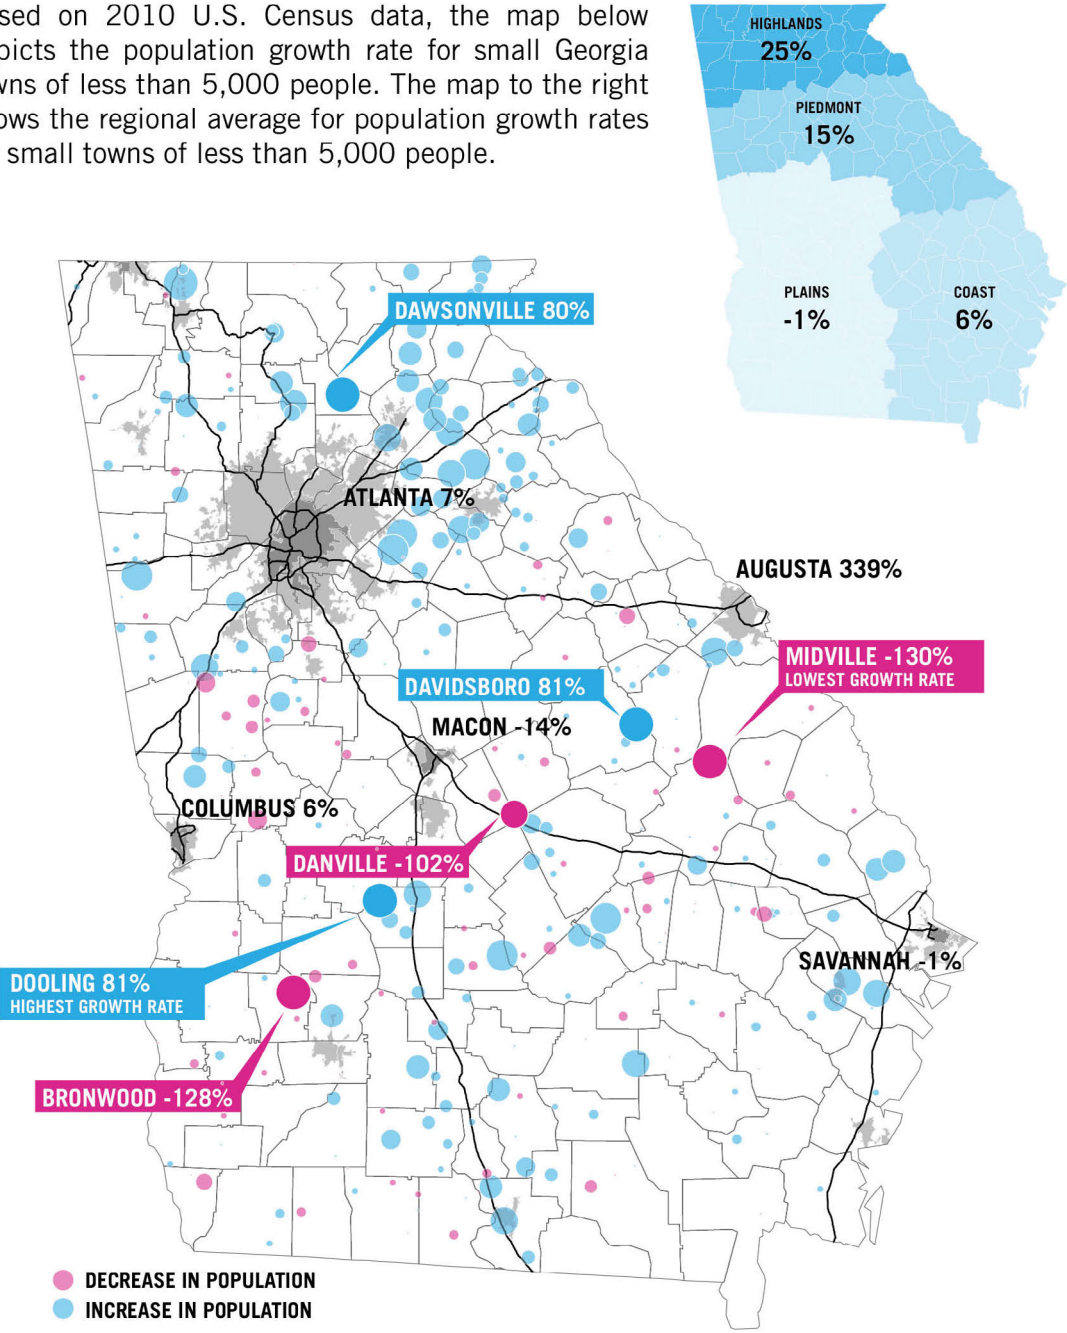 sed on 2010 U.S. Census data, the map below
picts the population growth rate for small Georgia
wns of less than 5,000 people. The map to the right
ows the regional average for population growth rates
small towns of less than 5,000 people.
HIGHLANDS
25%
PIEDMONT
15%
PLAINS
-1%
COAST
6%
DAWSONVILLE 80%
ATLANTA 7%
AUGUSTA 339%
MIDVILLE -130%
LOWEST GROWTH RATE
DAVIDSBORO 81%
MACON -14%
COLUMBUS 6%
DANVILLE -102%
SAVANNAH -1%
DOOLING 81%
HIGHEST GROWTH RATE
BRONWOOD -128%
DECREASE IN POPULATION
INCREASE IN POPULATION